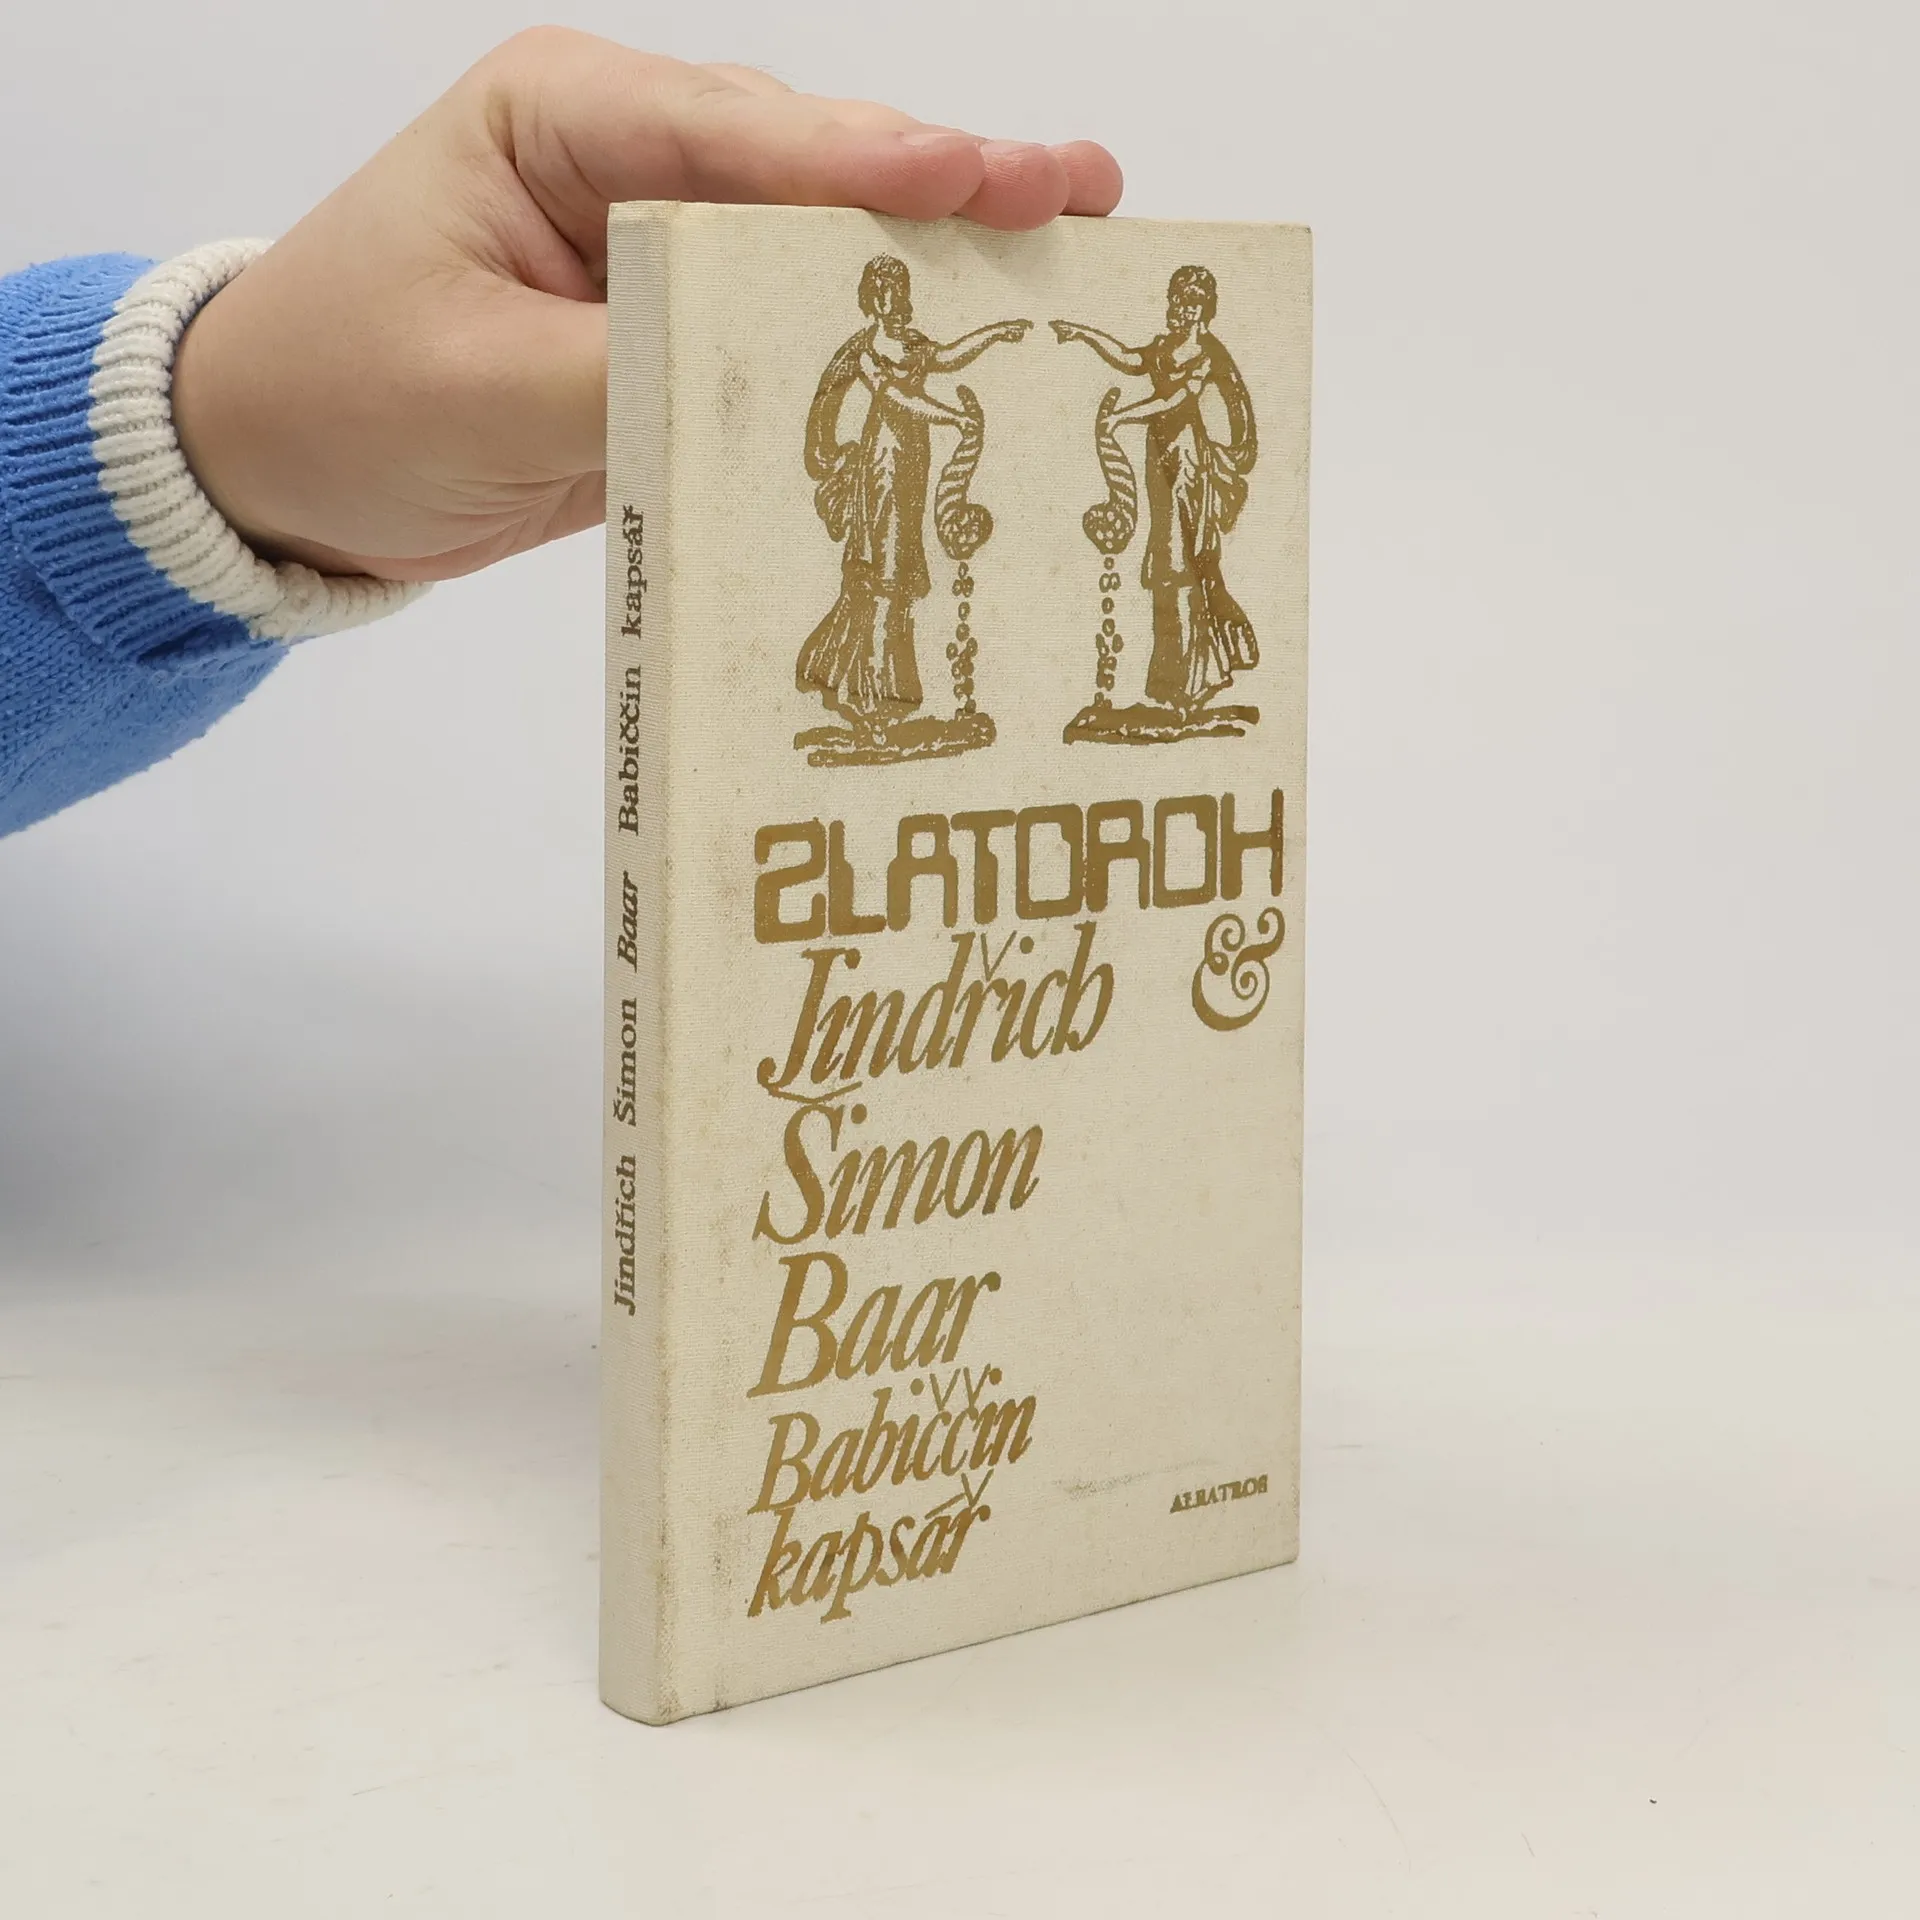 Jindřich Šimon Baar Babiččin kapsář
ZLATOROH
Jindřich &
Šimon
Baar
Babiččin
kapsář
ALBATROS